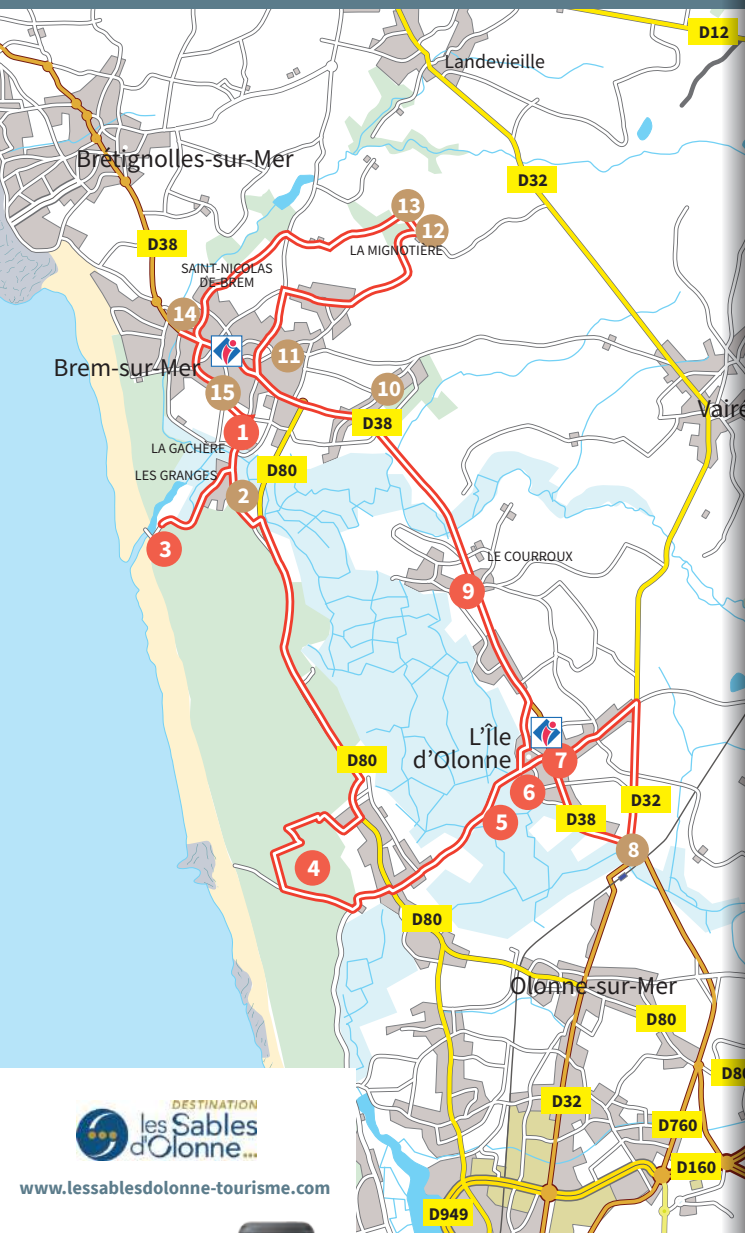 D12
Landevieille
Brétignolles-sur-Mer
D32
13
12
D38
LA MIGNOTIÈRE
SAINT-NICOLAS
DE-BREM
14
11
Brem-sur-Mer
10
15
Vairé
D38
1
LA GACHÈRE
LES GRANGES
D80
2
3
LE COURROUX
9
L'Île
d'Olonne
7
D80
6
D32
5
D38
8
4
D80
Olonne-sur-Mer
D80
D80
D32
D760
D160
D949
DESTINATION
les Sables
d'Olonne...
www.lessablesdolonne-tourisme.com